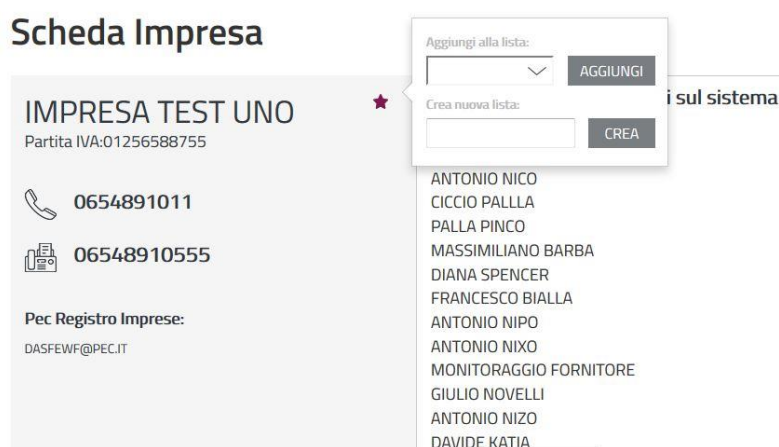 Scheda Impresa
IMPRESA TEST UNO
Partita IVA:01256588755
0654891011
06548910555
Pec Registro Imprese:
DASFEWF@PEC.IT
Aggiungi alla lista:
AGGIUNGI
Crea nuova lista:
CREA
i sul sistema
ANTONIO NICO
CICCIO PALLLA
PALLA PINCO
MASSIMILIANO BARBA
DIANA SPENCER
FRANCESCO BIALLA
ANTONIO NIPO
ANTONIO NIXO
MONITORAGGIO FORNITORE
GIULIO NOVELLI
ANTONIO NIZO
DAVIDE KATIA